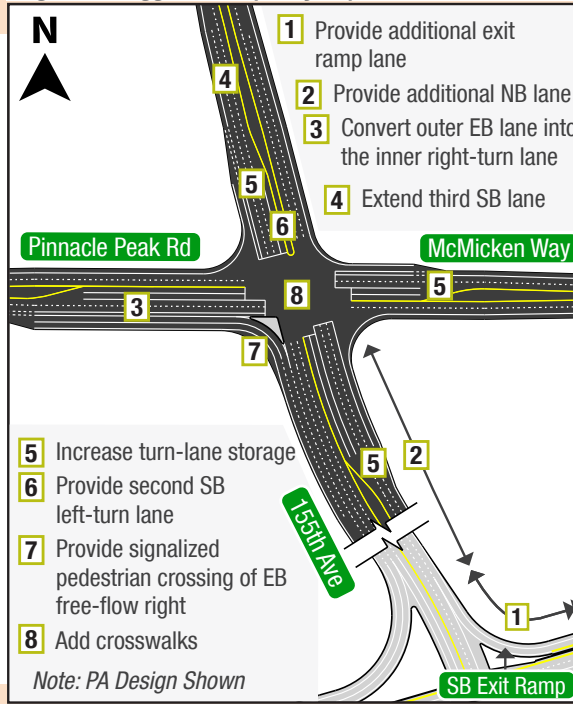 N
1 Provide additional exit
ramp lane
2 Provide additional NB lane
3 Convert outer EB lane into
the inner right-turn lane
4 Extend third SB lane
4
5
6
Pinnacle Peak Rd
McMicken Way
5
3
8
7
2
5
5 Increase turn-lane storage
6 Provide second SB
left-turn lane
7 Provide signalized
pedestrian crossing of EB
free-flow right
8 Add crosswalks
Note: PA Design Shown
155th Ave
1
SB Exit Ramp